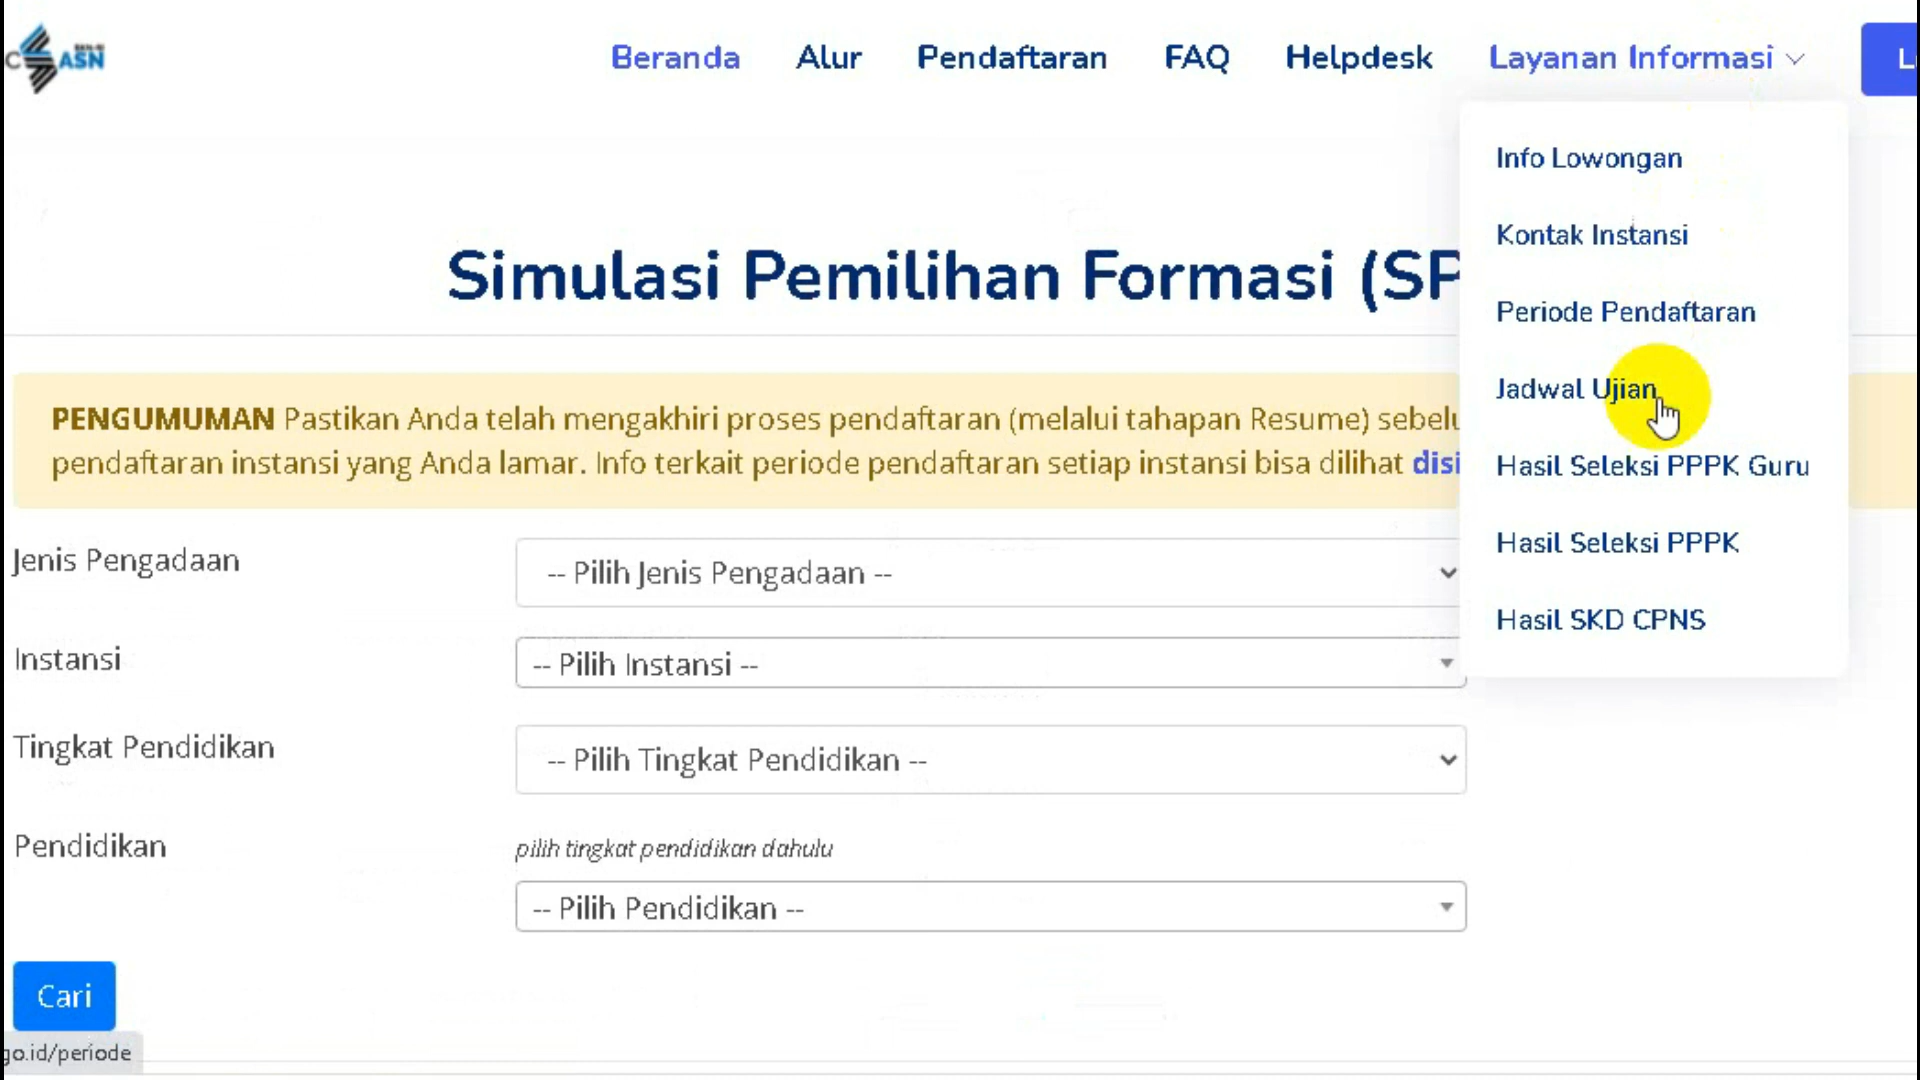 ASN
Beranda Alur Pendaftaran FAQ Helpdesk Layanan Informasi
Info Lowongan
Kontak Instansi
Periode Pendaftaran
Jadwal Ujian
Hasil Seleksi PPPK Guru
Hasil Seleksi PPPK
Hasil SKD CPNS
Simulasi Pemilihan Formasi (SP
PENGUMUMAN Pastikan Anda telah mengakhiri proses pendaftaran (melalui tahapan Resume) sebelu
pendaftaran instansi yang Anda lamar. Info terkait periode pendaftaran setiap instansi bisa dilihat disi
Jenis Pengadaan -- Pilih Jenis Pengadaan --
Instansi -- Pilih Instansi --
Tingkat Pendidikan -- Pilih Tingkat Pendidikan --
Pendidikan pilih tingkat pendidikan dahulu
-- Pilih Pendidikan --
Cari
go.id/periode